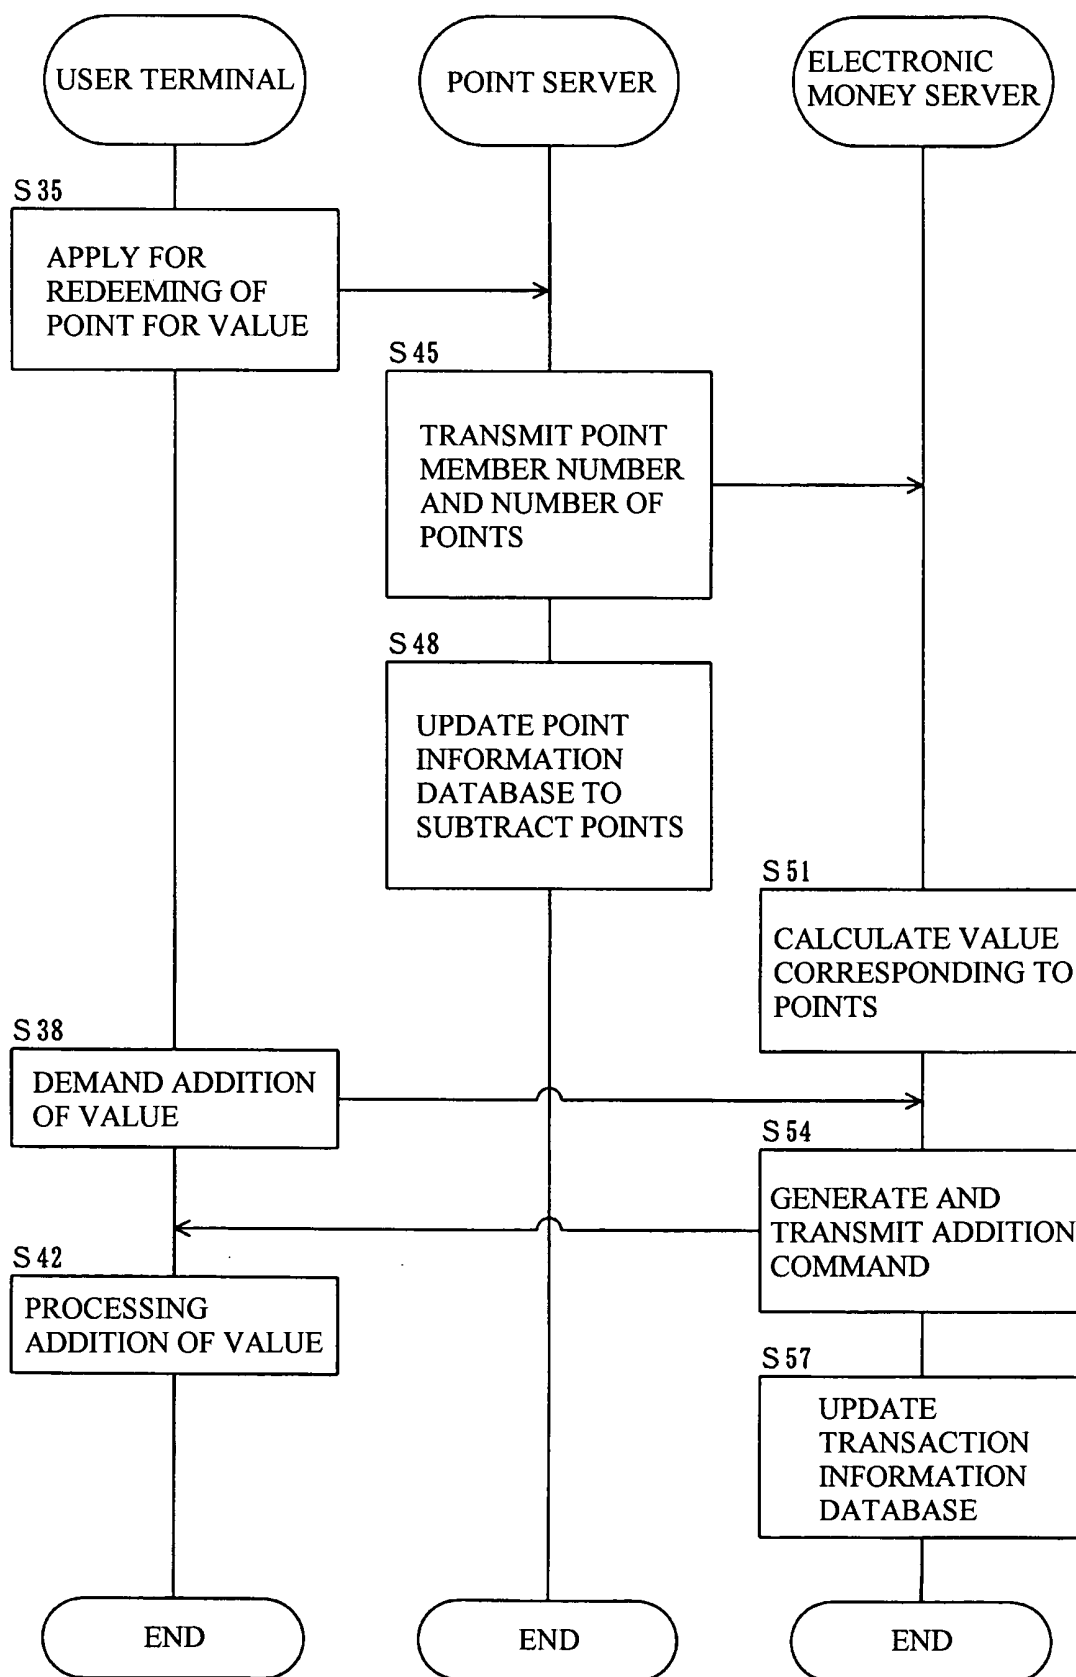 USER TERMINAL
POINT SERVER
ELECTRONIC
MONEY SERVER
S35
APPLY FOR
REDEEMING OF
POINT FOR VALUE
S45
TRANSMIT POINT
MEMBER NUMBER
AND NUMBER OF
POINTS
S48
UPDATE POINT
INFORMATION
DATABASE TO
SUBTRACT POINTS
S51
CALCULATE VALUE
CORRESPONDING TO
POINTS
S38
DEMAND ADDITION
OF VALUE
S54
GENERATE AND
TRANSMIT ADDITION
COMMAND
S42
PROCESSING
ADDITION OF VALUE
S57
UPDATE
TRANSACTION
INFORMATION
DATABASE
END
END
END